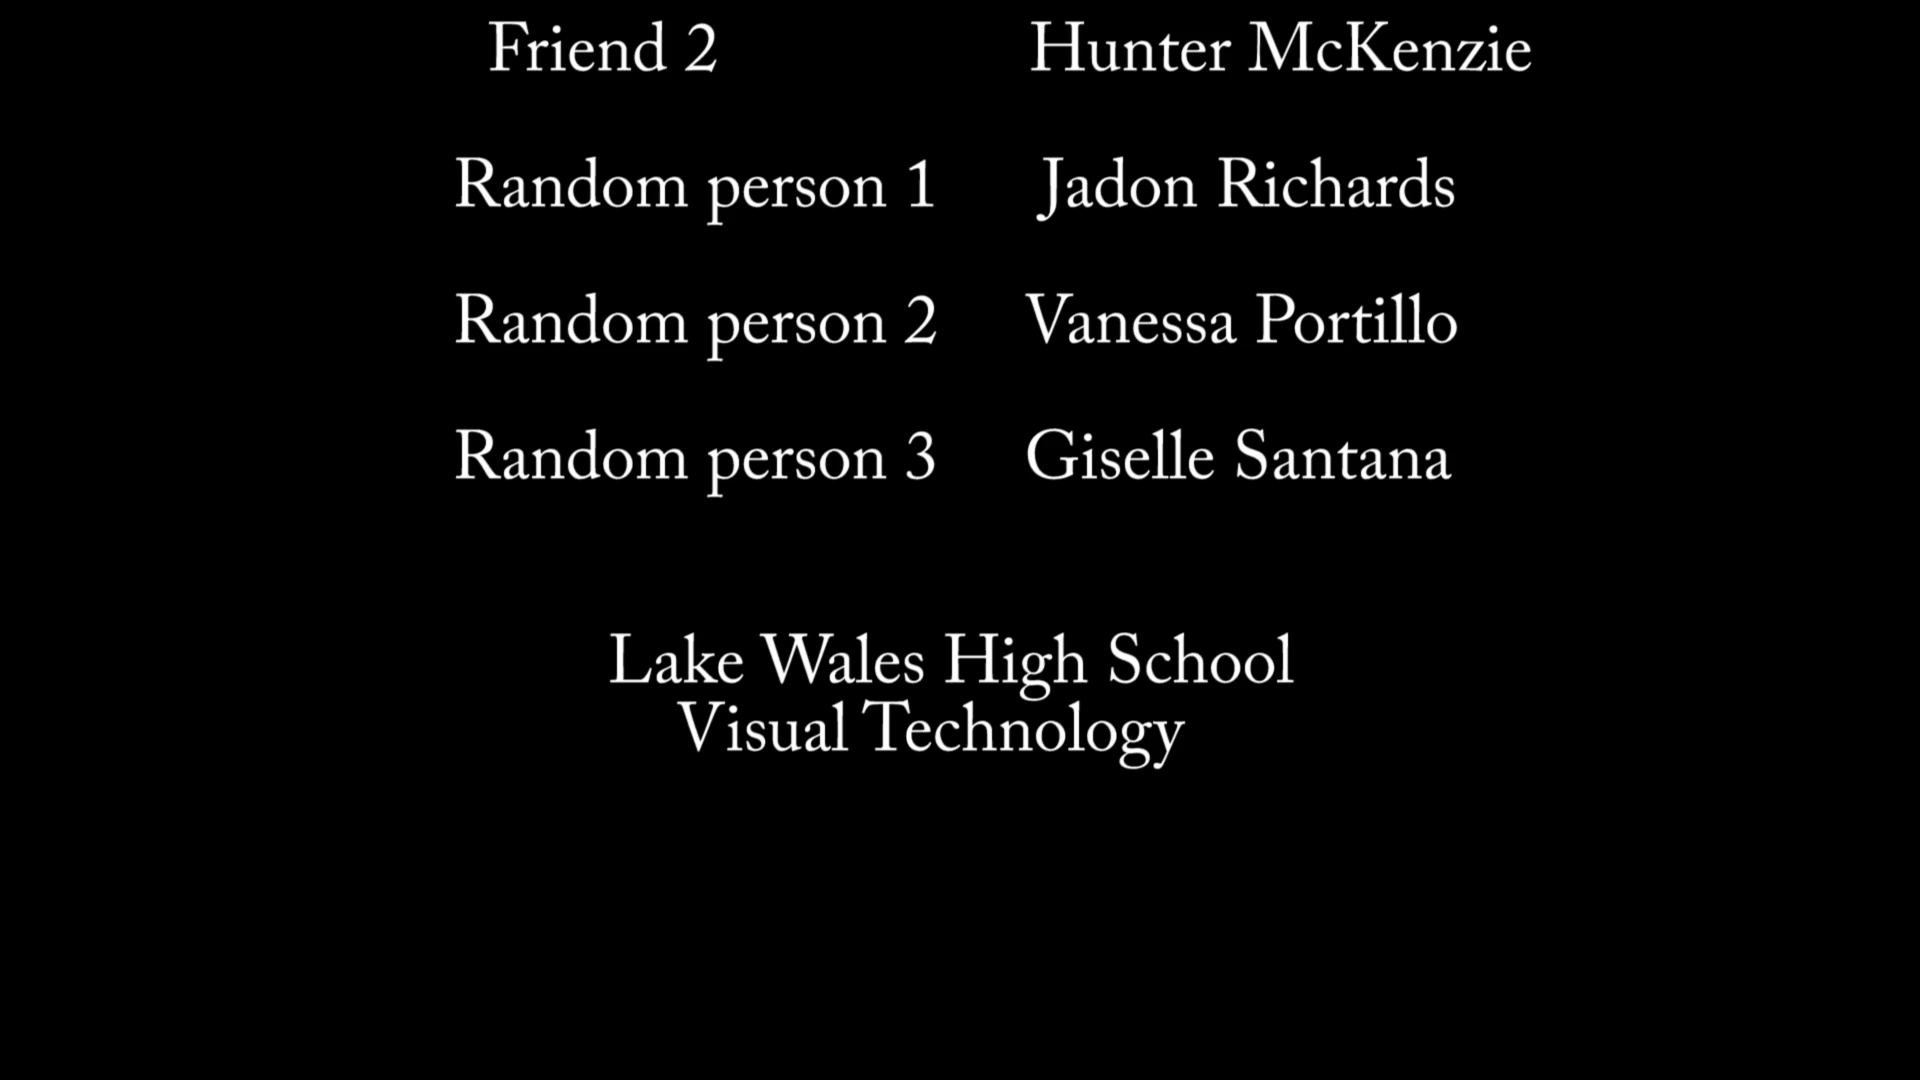 Friend 2 Hunter McKenzie
Random person 1 Jadon Richards
Random person 2 Vanessa Portillo
Random person 3 Giselle Santana
Lake Wales High School
Visual Technology